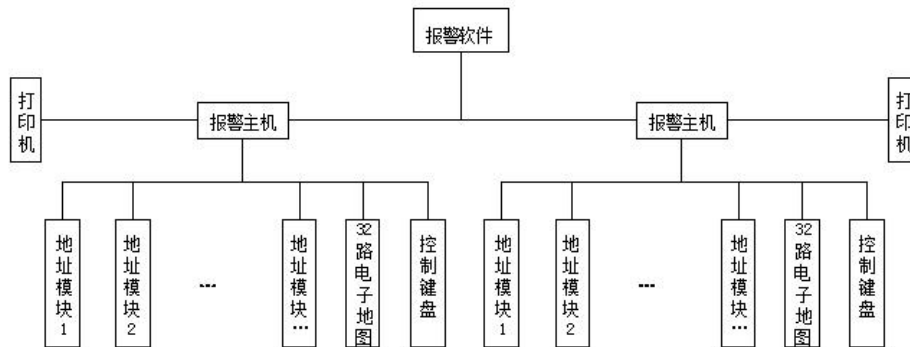 报警软件
打印机
报警主机
报警主机
打印机
地址模块1
地址模块2
...
地址模块...
32路电子地图
控制键盘
地址模块1
地址模块2
...
地址模块...
32路电子地图
控制键盘